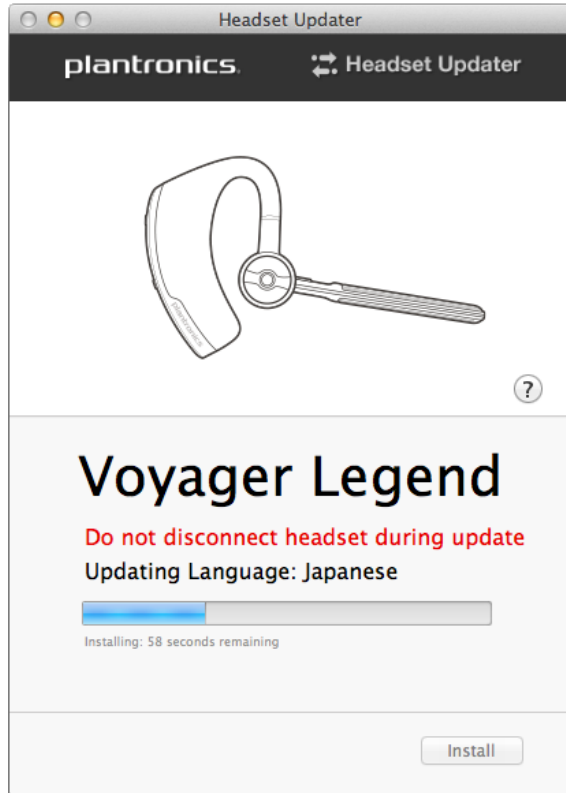 Headset Updater
plantronics.
Headset Updater
plantronics
?
Voyager Legend
Do not disconnect headset during update
Updating Language: Japanese
Installing: 58 seconds remaining
Install